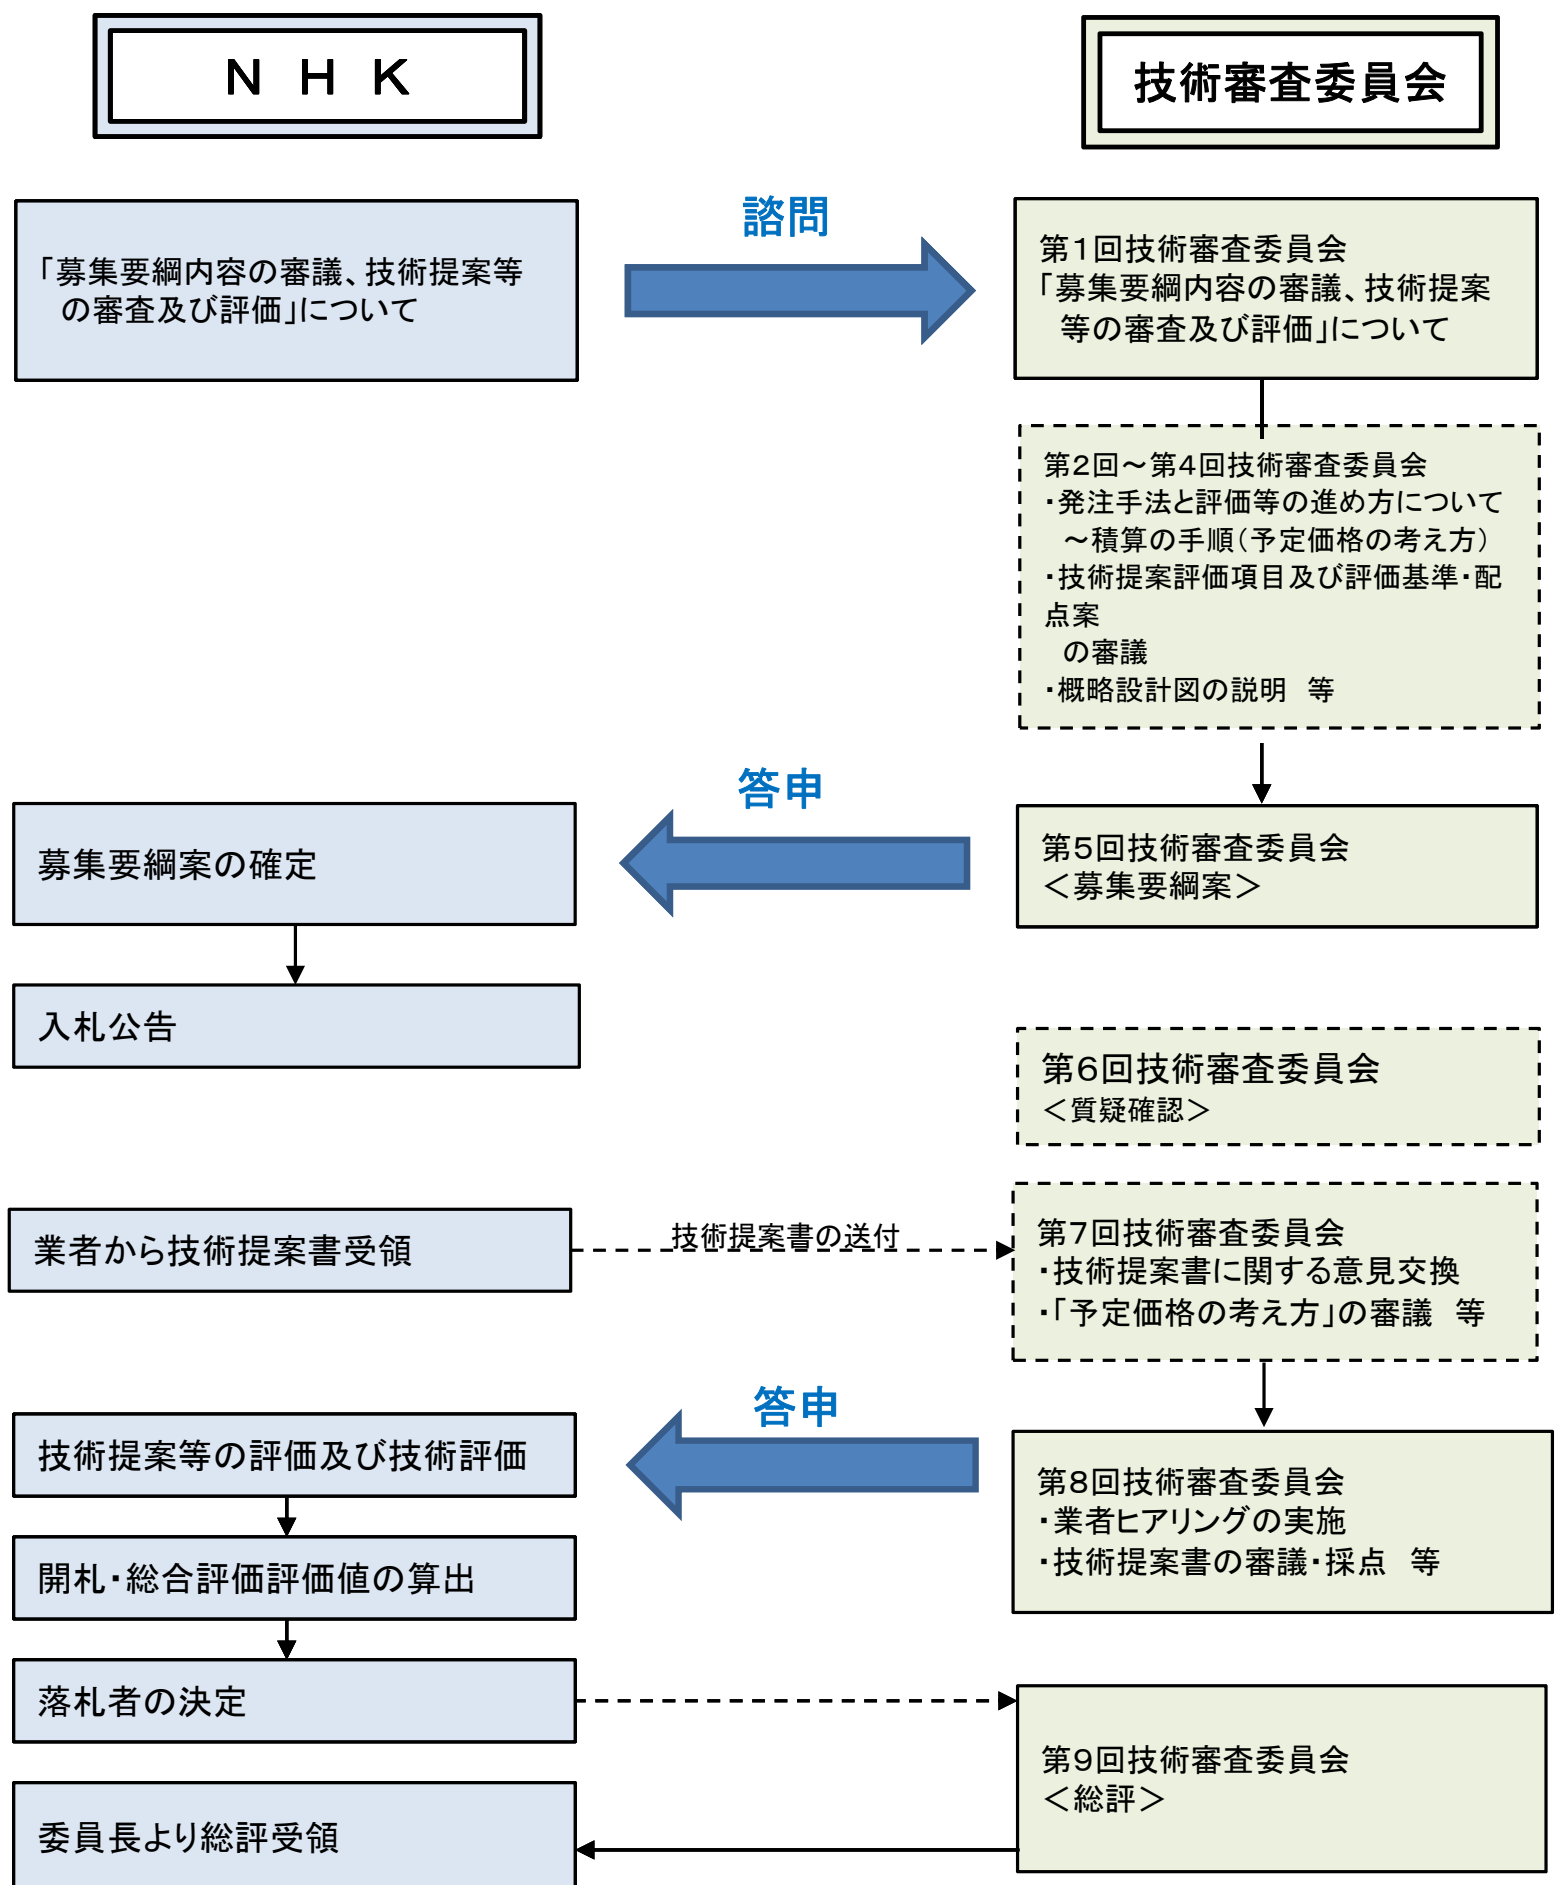 ＮＨＫ
技術審査委員会
「募集要綱内容の審議、技術提案等
の審査及び評価」について
諮問
第１回技術審査委員会
「募集要綱内容の審議、技術提案
等の審査及び評価」について
第２回～第４回技術審査委員会
・発注手法と評価等の進め方について
～積算の手順（予定価格の考え方）
・技術提案評価項目及び評価基準・配
点案
の審議
・概略設計図の説明　等
答申
募集要綱案の確定
第５回技術審査委員会
＜募集要綱案＞
入札公告
第６回技術審査委員会
＜質疑確認＞
業者から技術提案書受領
技術提案書の送付
第７回技術審査委員会
・技術提案書に関する意見交換
・「予定価格の考え方」の審議　等
答申
技術提案等の評価及び技術評価
第８回技術審査委員会
・業者ヒアリングの実施
・技術提案書の審議・採点　等
開札・総合評価評価値の算出
落札者の決定
第９回技術審査委員会
＜総評＞
委員長より総評受領